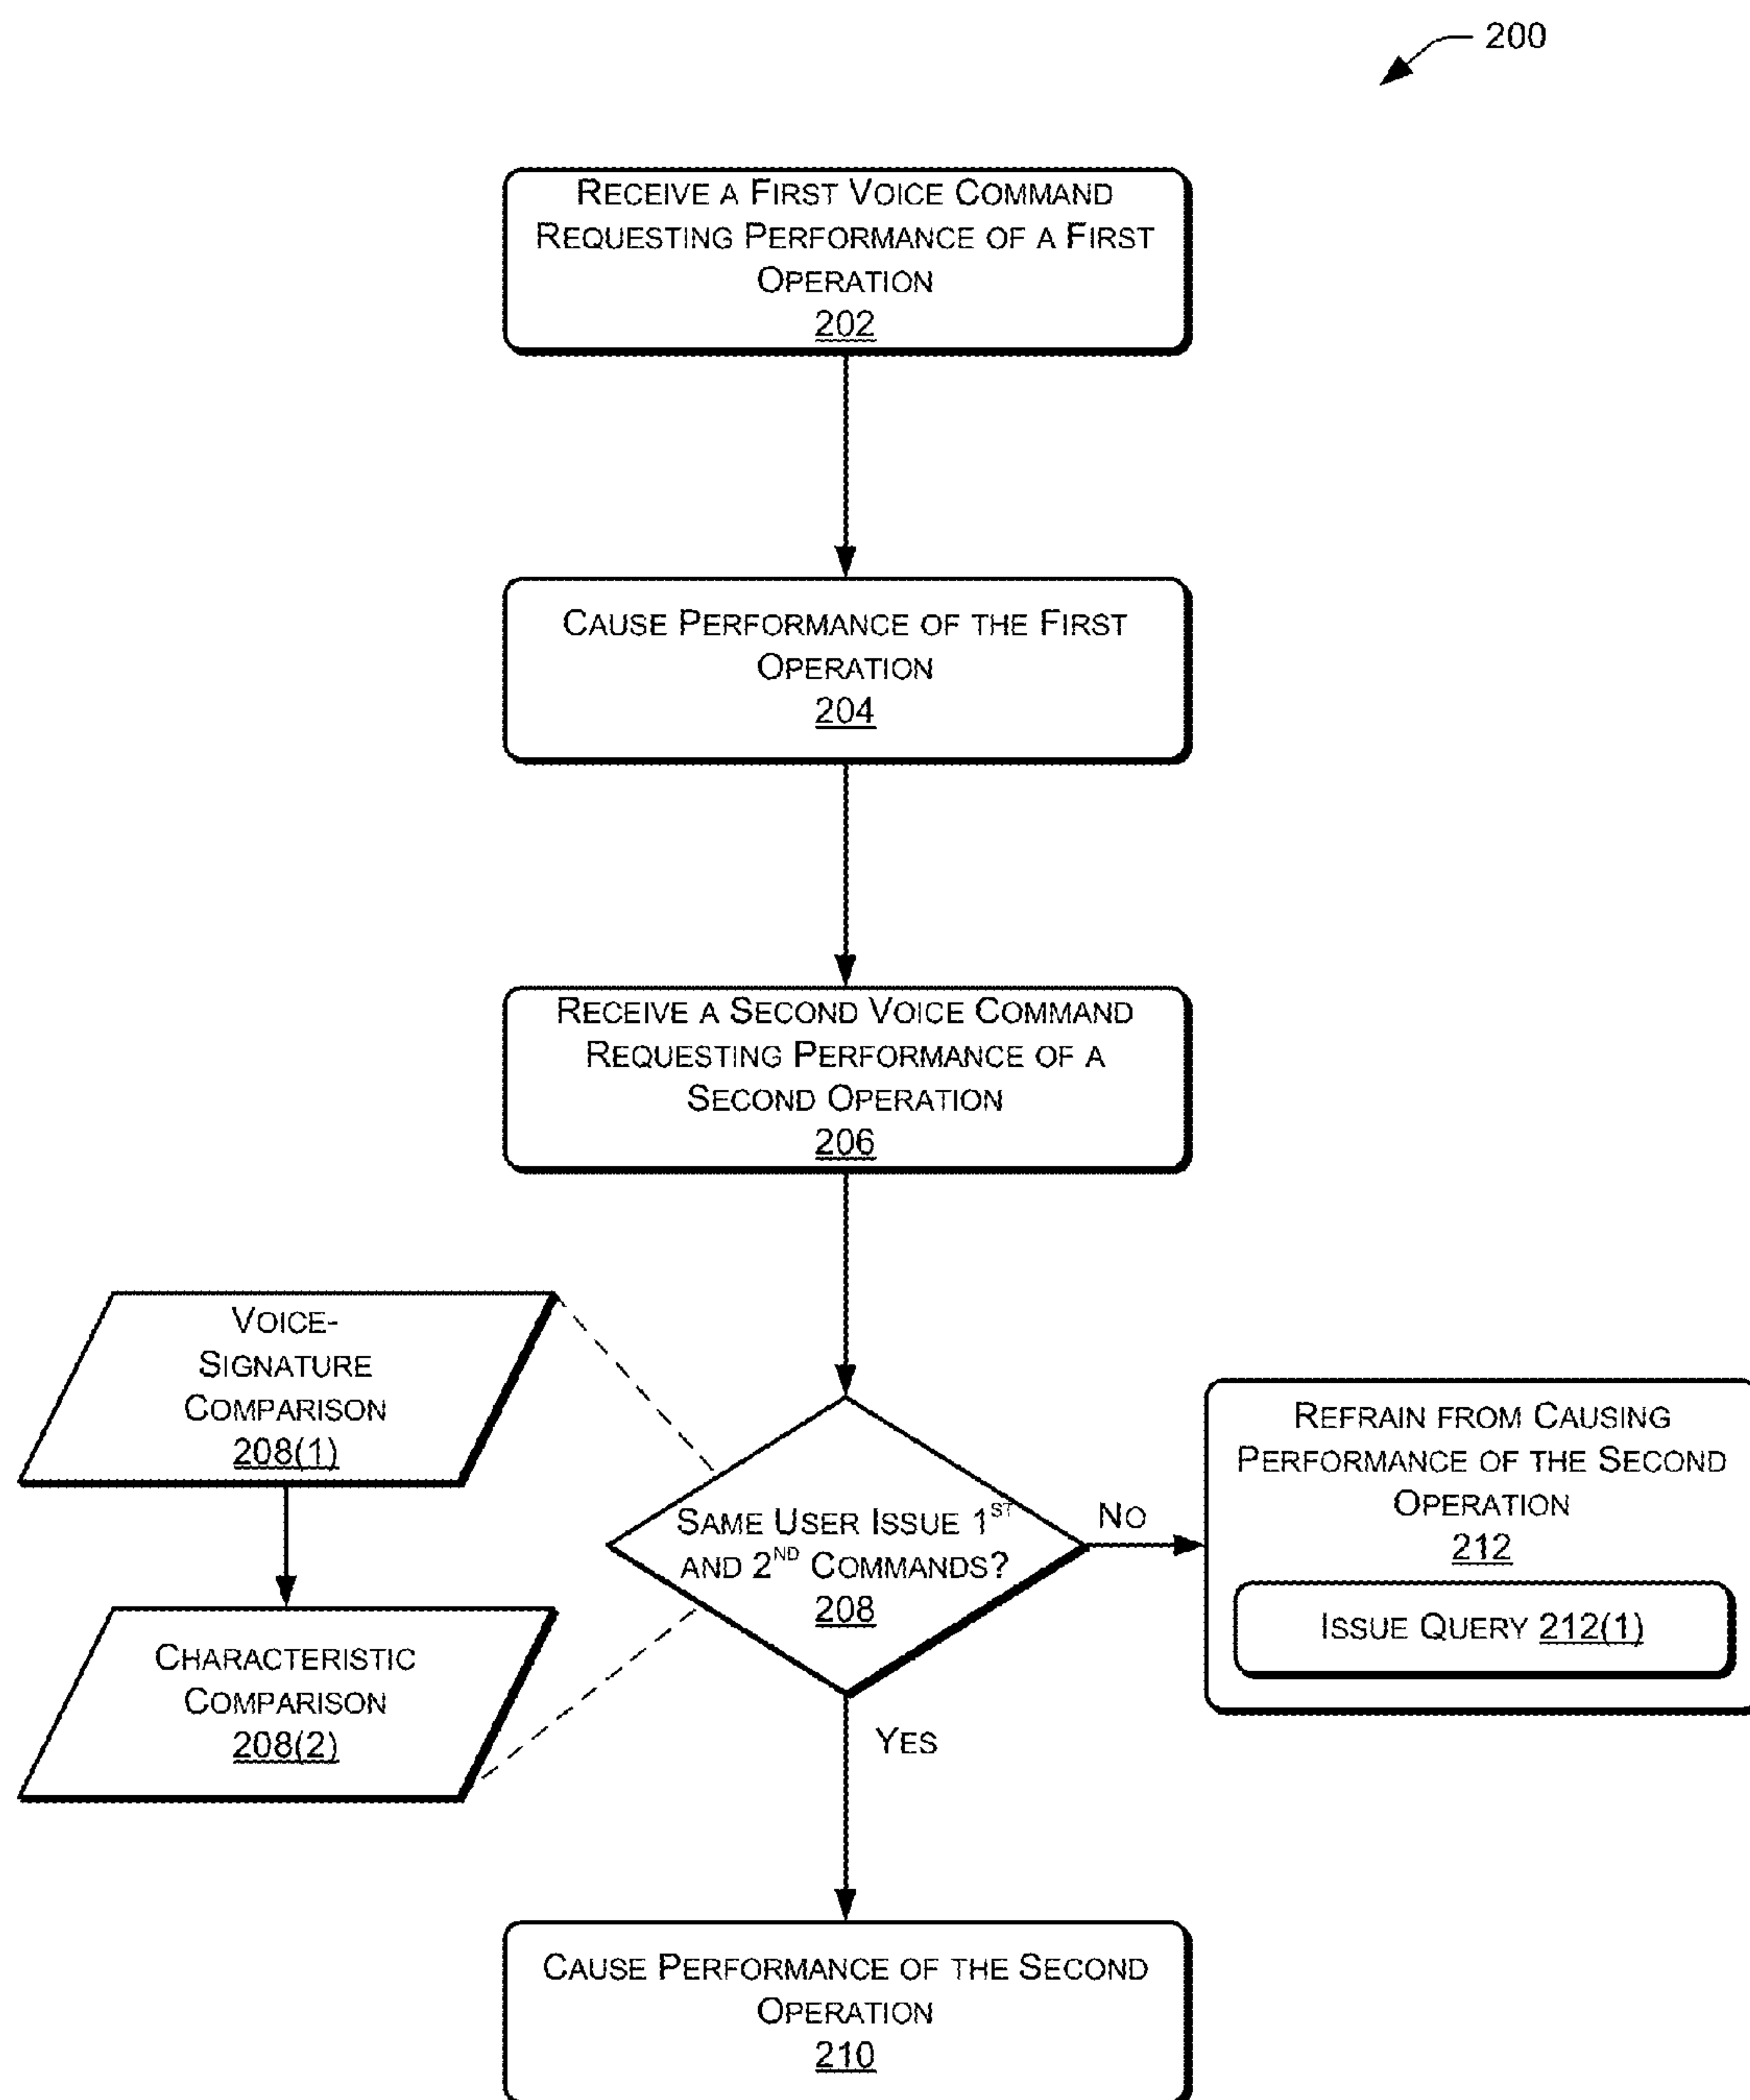 200
RECEIVE A FIRST VOICE COMMAND
REQUESTING PERFORMANCE OF A FIRST
OPERATION
202
CAUSE PERFORMANCE OF THE FIRST
OPERATION
204
RECEIVE A SECOND VOICE COMMAND
REQUESTING PERFORMANCE OF A
SECOND OPERATION
206
VOICE-
SIGNATURE
COMPARISON
208(1)
CHARACTERISTIC
COMPARISON
208(2)
SAME USER ISSUE 1ST
AND 2ND COMMANDS?
208
NO
REFRAIN FROM CAUSING
PERFORMANCE OF THE SECOND
OPERATION
212
ISSUE QUERY 212(1)
YES
CAUSE PERFORMANCE OF THE SECOND
OPERATION
210